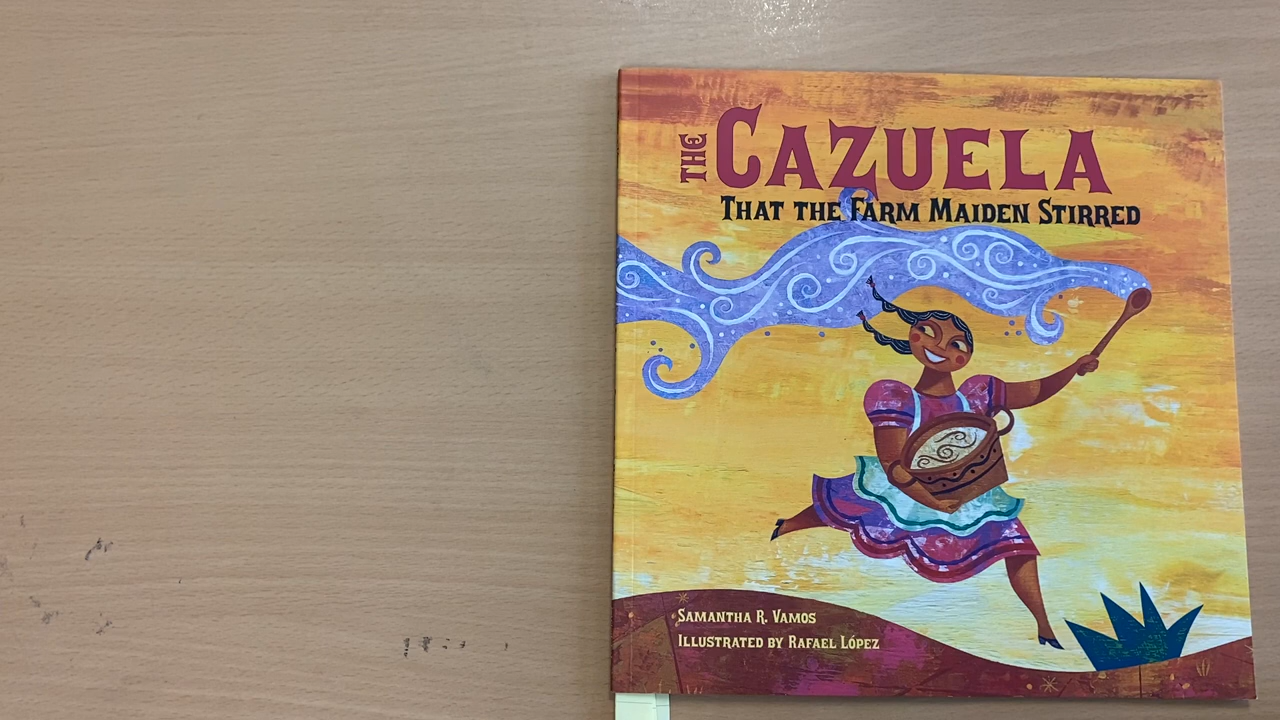 THE CAZUELA
THAT THE FARM MAIDEN STIRRED
SAMANTHA R. VAMOS
ILLUSTRATED BY RAFAEL LÓPEZ